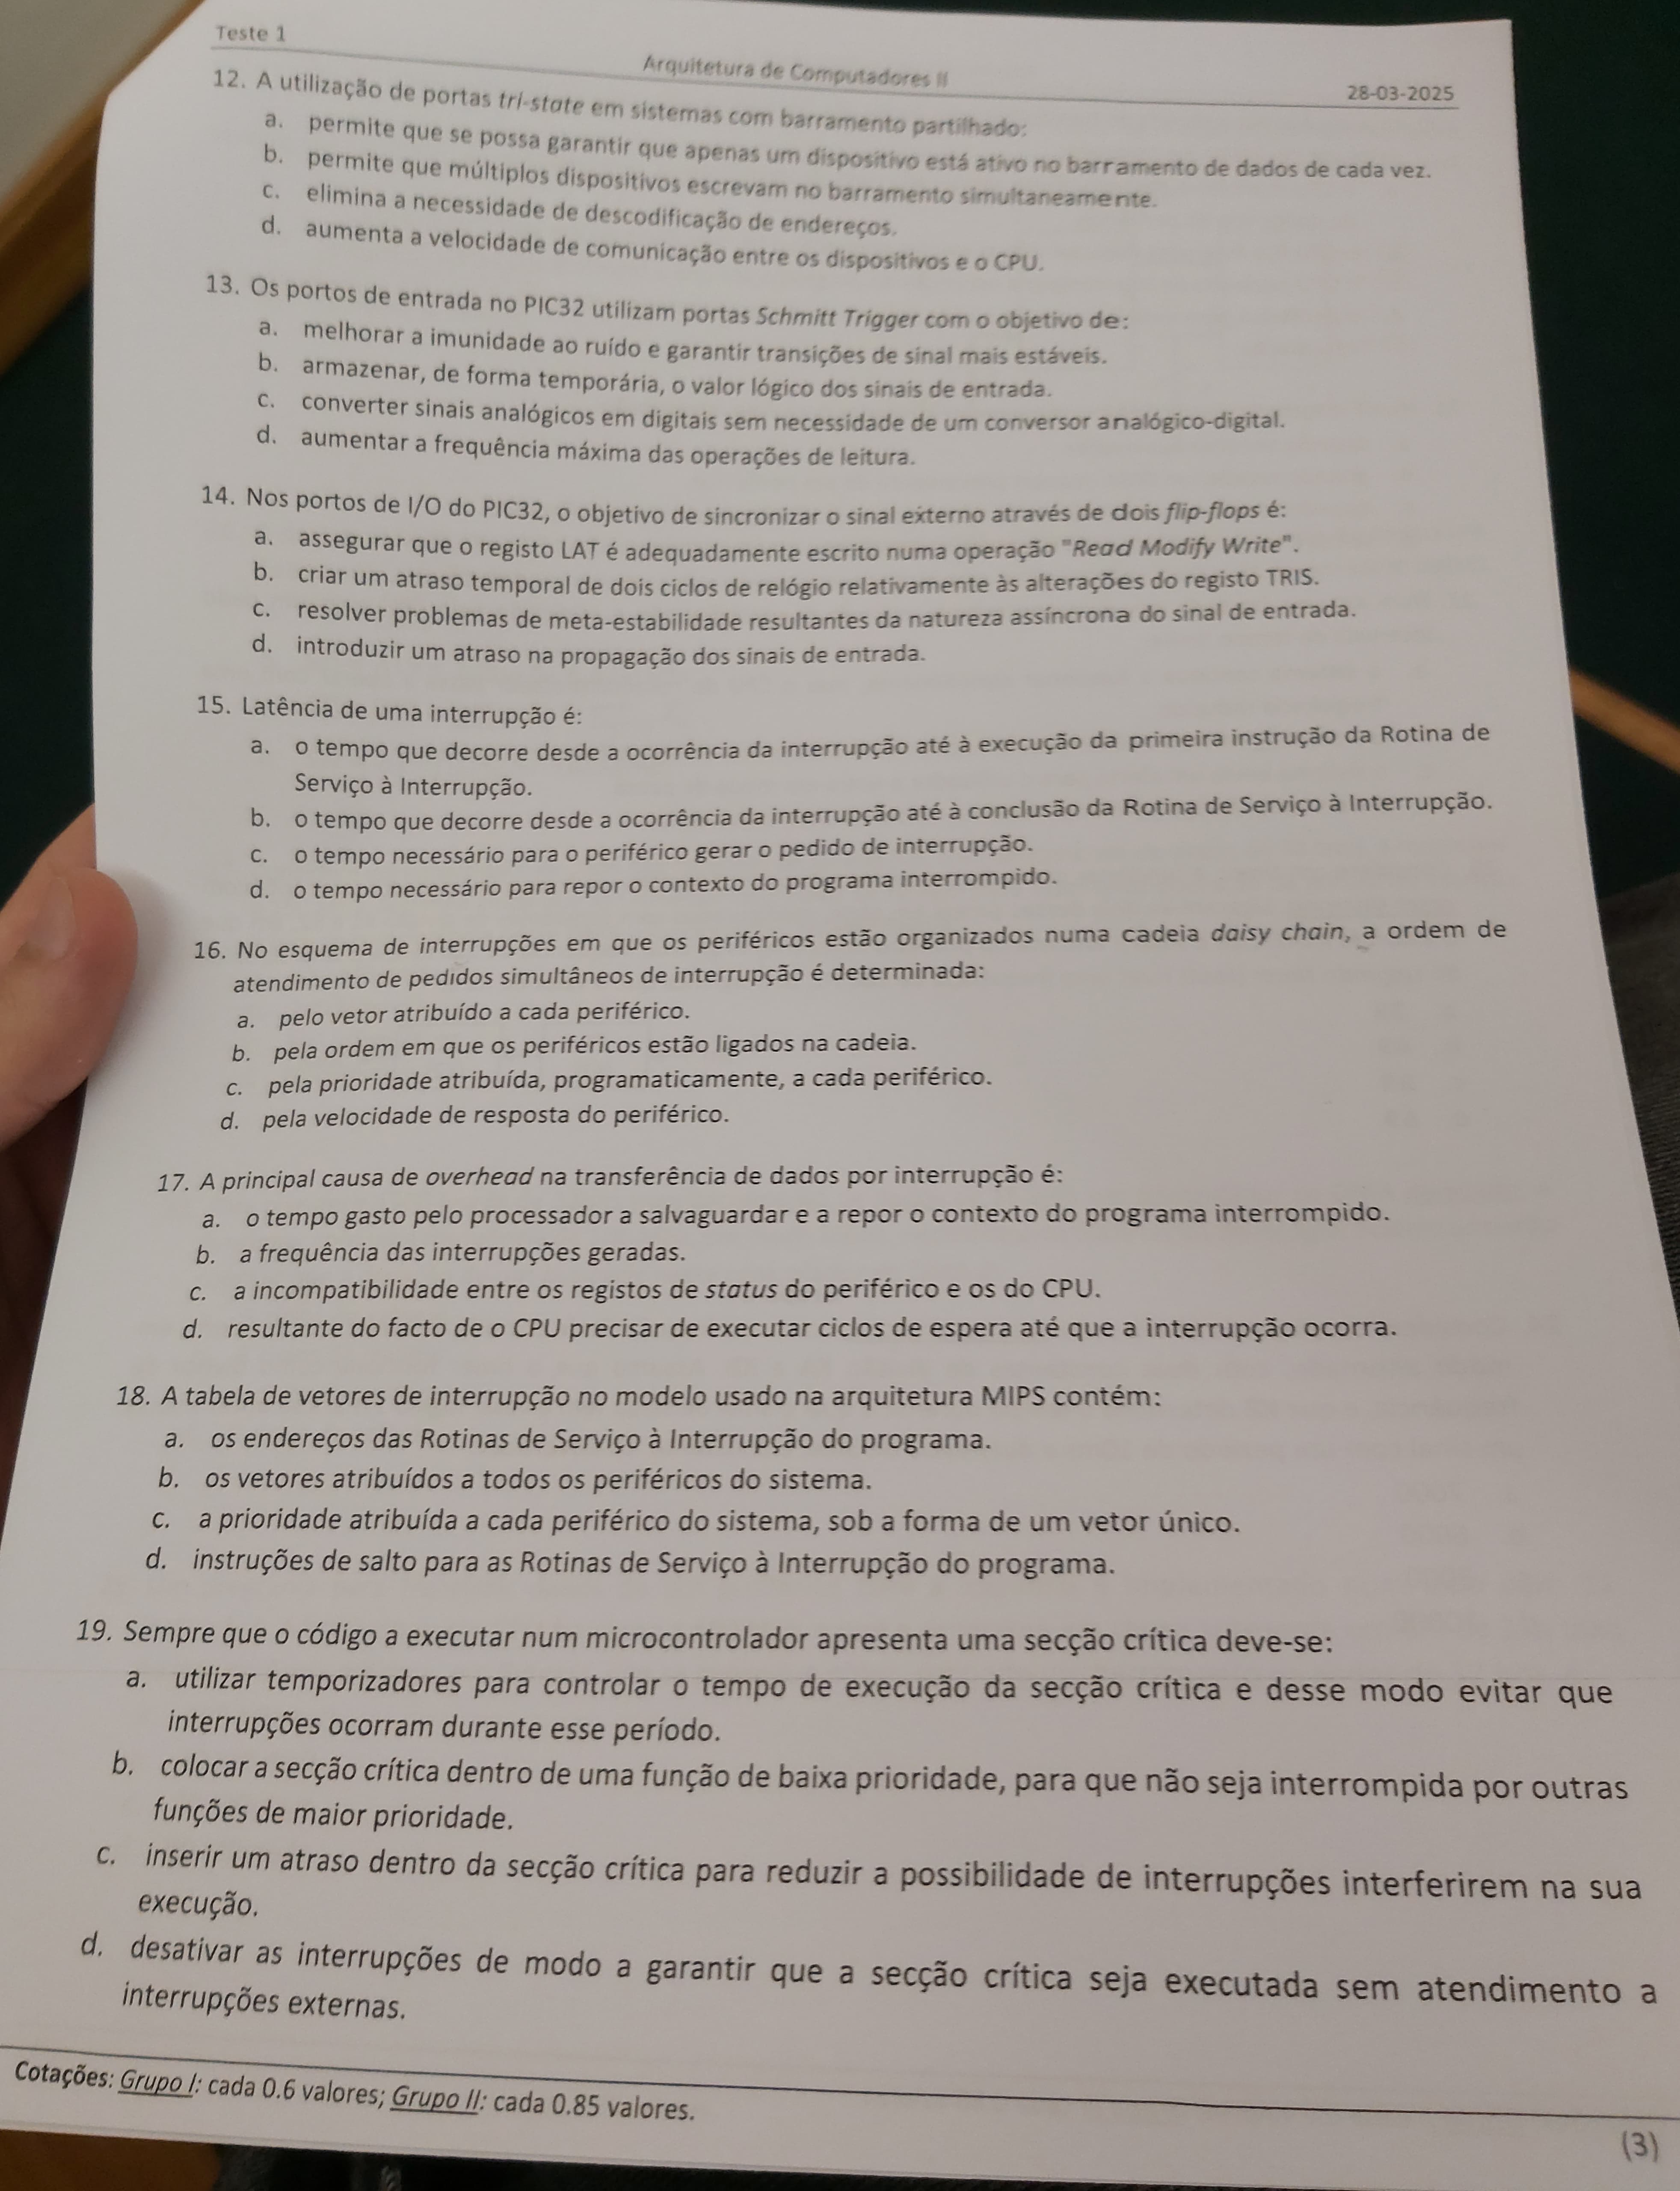 Teste 1
Arquitetura de Computadores II
28-03-2025
12. A utilização de portas tri-state em sistemas com barramento partilhado:
a. permite que se possa garantir que apenas um dispositivo está ativo no barramento de dados de cada vez.
b. permite que múltiplos dispositivos escrevam no barramento simultaneamente.
c. elimina a necessidade de descodificação de endereços.
d. aumenta a velocidade de comunicação entre os dispositivos e o CPU.
13. Os portos de entrada no PIC32 utilizam portas Schmitt Trigger com o objetivo de:
a. melhorar a imunidade ao ruído e garantir transições de sinal mais estáveis.
b. armazenar, de forma temporária, o valor lógico dos sinais de entrada.
c. converter sinais analógicos em digitais sem necessidade de um conversor analógico-digital.
d. aumentar a frequência máxima das operações de leitura.
14. Nos portos de I/O do PIC32, o objetivo de sincronizar o sinal externo através de dois flip-flops é:
a. assegurar que o registo LAT é adequadamente escrito numa operação "Read Modify Write".
b. criar um atraso temporal de dois ciclos de relógio relativamente às alterações do registo TRIS.
c. resolver problemas de meta-estabilidade resultantes da natureza assíncrona do sinal de entrada.
d. introduzir um atraso na propagação dos sinais de entrada.
15. Latência de uma interrupção é:
a. o tempo que decorre desde a ocorrência da interrupção até à execução da primeira instrução da Rotina de
Serviço à Interrupção.
b. o tempo que decorre desde a ocorrência da interrupção até à conclusão da Rotina de Serviço à Interrupção.
c. o tempo necessário para o periférico gerar o pedido de interrupção.
d. o tempo necessário para repor o contexto do programa interrompido.
16. No esquema de interrupções em que os periféricos estão organizados numa cadeia daisy chain, a ordem de
atendimento de pedidos simultâneos de interrupção é determinada:
a. pelo vetor atribuído a cada periférico.
b. pela ordem em que os periféricos estão ligados na cadeia.
c. pela prioridade atribuída, programaticamente, a cada periférico.
d. pela velocidade de resposta do periférico.
17. A principal causa de overhead na transferência de dados por interrupção é:
a. o tempo gasto pelo processador a salvaguardar e a repor o contexto do programa interrompido.
b. a frequência das interrupções geradas.
c. a incompatibilidade entre os registos de status do periférico e os do CPU.
d. resultante do facto de o CPU precisar de executar ciclos de espera até que a interrupção ocorra.
18. A tabela de vetores de interrupção no modelo usado na arquitetura MIPS contém:
a. os endereços das Rotinas de Serviço à Interrupção do programa.
b. os vetores atribuídos a todos os periféricos do sistema.
c. a prioridade atribuída a cada periférico do sistema, sob a forma de um vetor único.
d. instruções de salto para as Rotinas de Serviço à Interrupção do programa.
19. Sempre que o código a executar num microcontrolador apresenta uma secção crítica deve-se:
a. utilizar temporizadores para controlar o tempo de execução da secção crítica e desse modo evitar que
interrupções ocorram durante esse período.
b. colocar a secção crítica dentro de uma função de baixa prioridade, para que não seja interrompida por outras
funções de maior prioridade.
c. inserir um atraso dentro da secção crítica para reduzir a possibilidade de interrupções interferirem na sua
execução.
d. desativar as interrupções de modo a garantir que a secção crítica seja executada sem atendimento a
interrupções externas.
Cotações: Grupo I: cada 0.6 valores; Grupo II: cada 0.85 valores.
(3)